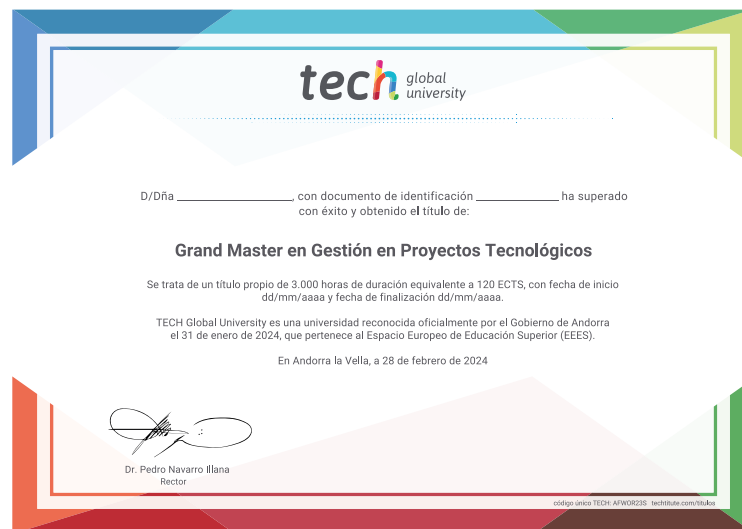 tech global
university
D/Dña ____________________, con documento de identificación ______________ ha superado
con éxito y obtenido el título de:
Grand Master en Gestión en Proyectos Tecnológicos
Se trata de un título propio de 3.000 horas de duración equivalente a 120 ECTS, con fecha de inicio
dd/mm/aaaa y fecha de finalización dd/mm/aaaa.
TECH Global University es una universidad reconocida oficialmente por el Gobierno de Andorra
el 31 de enero de 2024, que pertenece al Espacio Europeo de Educación Superior (EEES).
En Andorra la Vella, a 28 de febrero de 2024
Dr. Pedro Navarro Illana
Rector
código único TECH: AFWOR23S techtitute.com/titulos